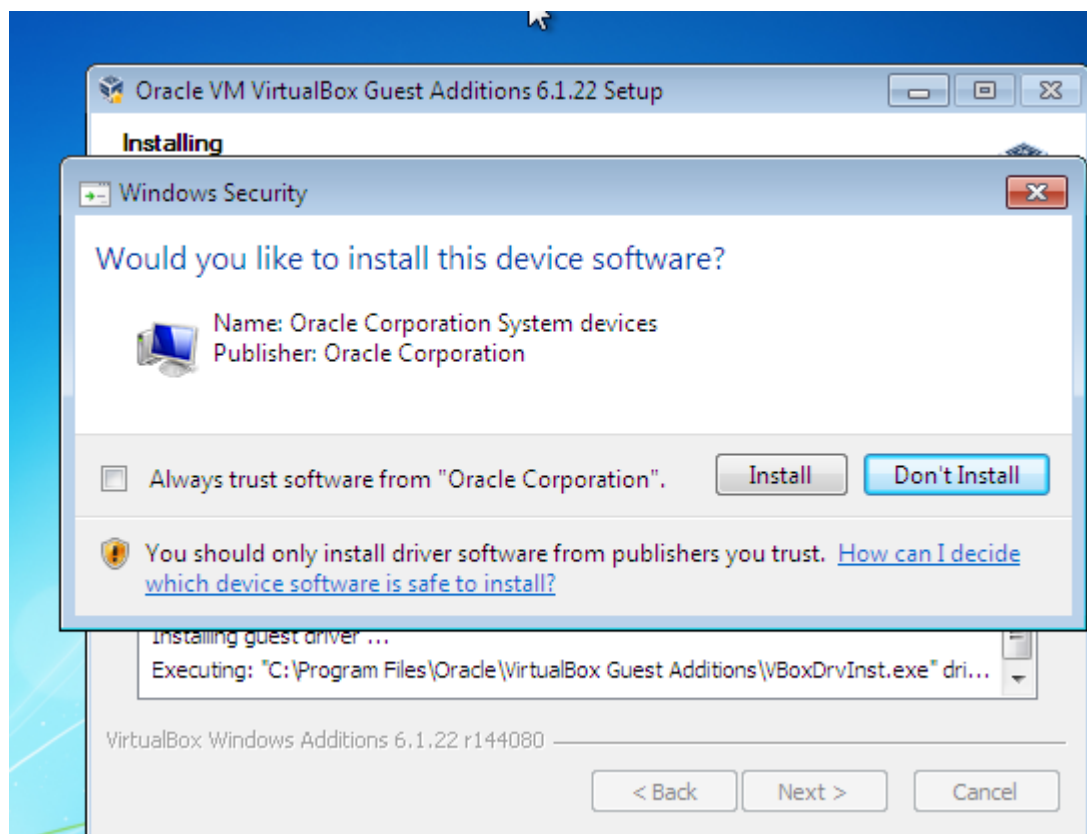 Oracle VM VirtualBox Guest Additions 6.1.22 Setup
Installing
Windows Security
Would you like to install this device software?
Name: Oracle Corporation System devices
Publisher: Oracle Corporation
Always trust software from "Oracle Corporation".
Install
Don't Install
You should only install driver software from publishers you trust. How can I decide
which device software is safe to install?
Installing guest driver ...
Executing: "C:\Program Files\Oracle\VirtualBox Guest Additions\VBoxDrvInst.exe" dri...
VirtualBox Windows Additions 6.1.22 r144080
< Back
Next >
Cancel